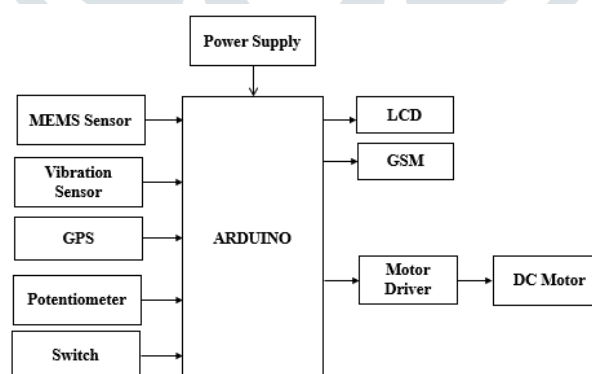 Power Supply
MEMS Sensor
Vibration
Sensor
GPS
Potentiometer
Switch
ARDUINO
LCD
GSM
Motor
Driver
DC Motor